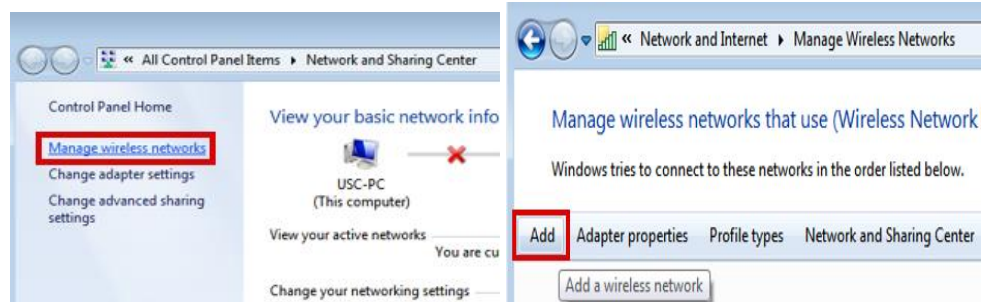 « All Control Panel Items ▸ Network and Sharing Center
Control Panel Home
Manage wireless networks
Change adapter settings
Change advanced sharing
settings
View your basic network info
USC-PC
(This computer)
View your active networks
You are cu
Change your networking settings
« Network and Internet ▸ Manage Wireless Networks
Manage wireless networks that use (Wireless Network
Windows tries to connect to these networks in the order listed below.
Add Adapter properties Profile types Network and Sharing Center
Add a wireless network